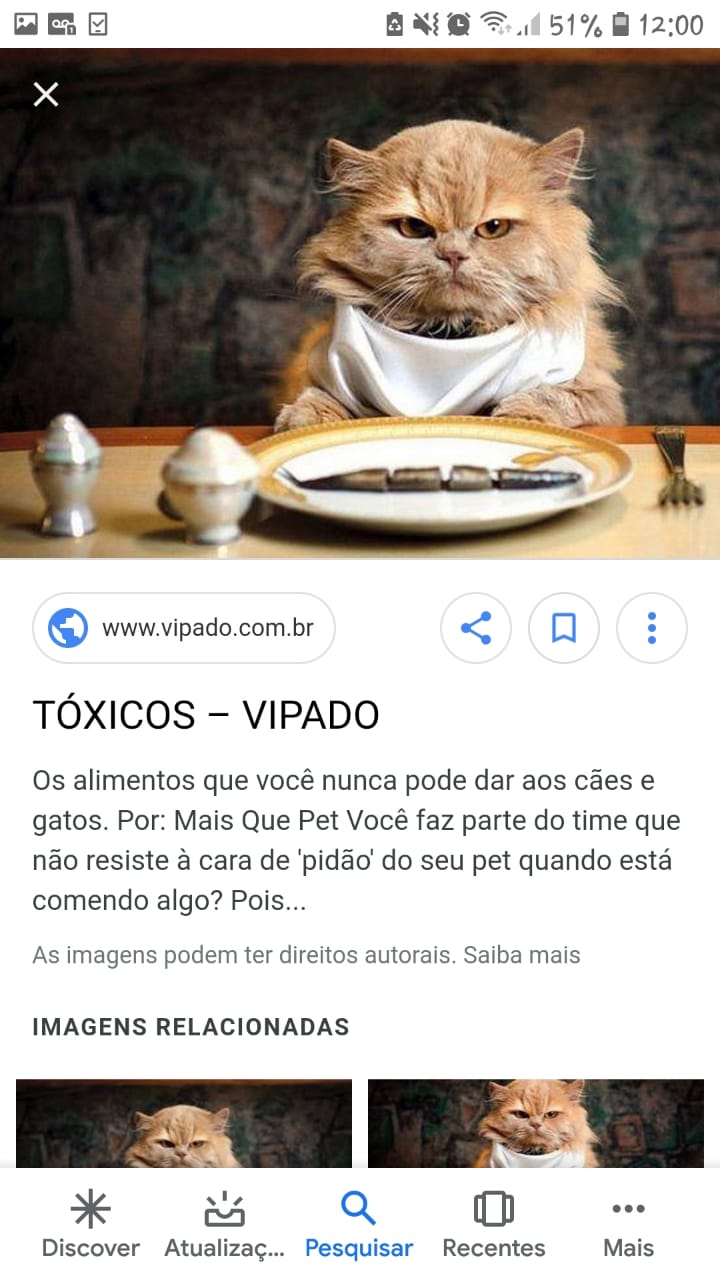 51% 12:00
www.vipado.com.br
TÓXICOS – VIPADO
Os alimentos que você nunca pode dar aos cães e
gatos. Por: Mais Que Pet Você faz parte do time que
não resiste à cara de 'pidão' do seu pet quando está
comendo algo? Pois...
As imagens podem ter direitos autorais. Saiba mais
IMAGENS RELACIONADAS
Discover Atualizaç... Pesquisar Recentes Mais